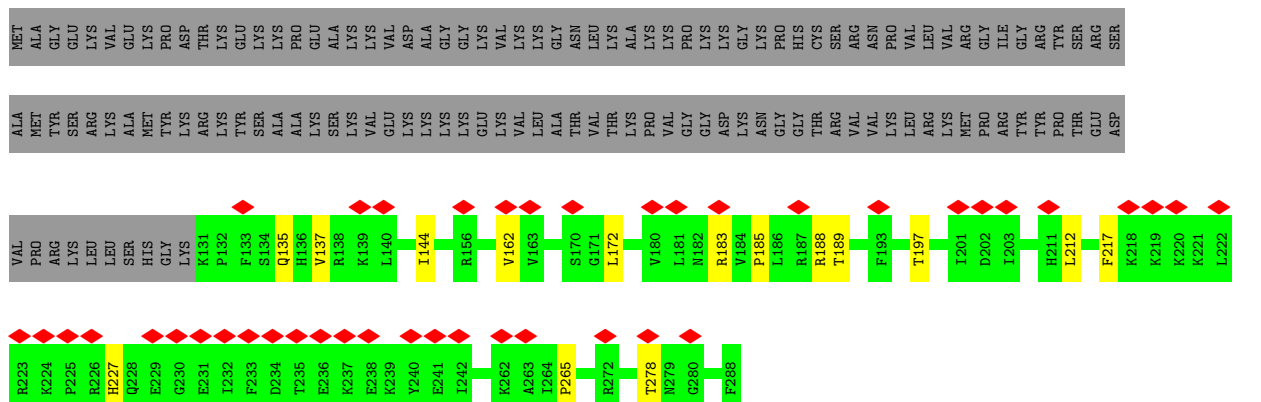 MET ALA GLY GLU LYS VAL GLU LYS PRO ASP THR LYS GLU LYS LYS PRO GLU ALA LYS LYS VAL ASP ALA GLY GLY LYS VAL LYS LYS GLY ASN LEU LYS ALA LYS LYS PRO LYS LYS GLY LYS PRO HIS CYS SER ARG ASN PRO VAL LEU VAL ARG GLY ILE GLY ARG TYR SER ARG SER
ALA MET TYR SER ARG LYS ALA MET TYR LYS ARG LYS TYR SER ALA ALA LYS SER LYS VAL GLU LYS LYS LYS LYS GLU LYS VAL LEU ALA THR VAL THR LYS PRO VAL GLY GLY ASP LYS ASN GLY GLY THR ARG VAL VAL LYS LEU ARG LYS MET PRO ARG TYR TYR PRO THR GLU ASP
VAL PRO ARG LYS LEU LEU SER HIS GLY LYS K131 P132 F133 S134 Q135 H136 V137 R138 K139 L140 I144 R156 V162 V163 S170 G171 L172 V180 L181 N182 R183 V184 P185 L186 R187 R188 T189 F193 T197 I201 D202 I203 H211 L212 F217 K218 K219 K220 K221 L222
R223 K224 P225 R226 H227 Q228 E229 G230 E231 I232 F233 D234 T235 E236 K237 E238 K239 Y240 E241 I242 K262 A263 I264 P265 R272 T278 N279 G280 F288